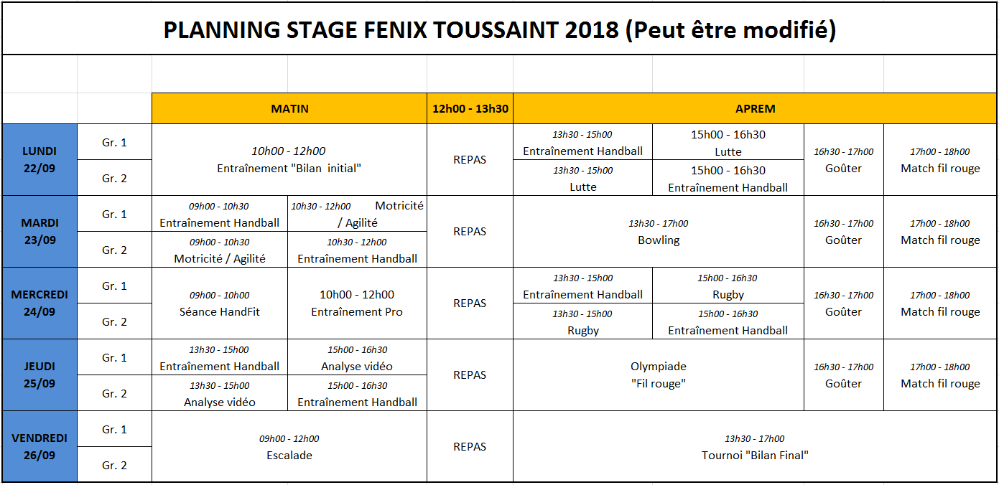 PLANNING STAGE FENIX TOUSSAINT 2018 (Peut être modifié)
MATIN
12h00 - 13h30
APREM
LUNDI
22/09
Gr. 1
Gr. 2
10h00 - 12h00
Entraînement "Bilan  initial"
REPAS
13h30 - 15h00
Entraînement Handball
15h00 - 16h30
Lutte
13h30 - 15h00
Lutte
15h00 - 16h30
Entraînement Handball
16h30 - 17h00
Goûter
17h00 - 18h00
Match fil rouge
MARDI
23/09
Gr. 1
Gr. 2
09h00 - 10h30
Entraînement Handball
10h30 - 12h00 Motricité
/ Agilité
09h00 - 10h30
Motricité / Agilité
10h30 - 12h00
Entraînement Handball
REPAS
13h30 - 17h00
Bowling
16h30 - 17h00
Goûter
17h00 - 18h00
Match fil rouge
MERCREDI
24/09
Gr. 1
Gr. 2
09h00 - 10h00
Séance HandFit
10h00 - 12h00
Entraînement Pro
REPAS
13h30 - 15h00
Entraînement Handball
15h00 - 16h30
Rugby
13h30 - 15h00
Rugby
15h00 - 16h30
Entraînement Handball
16h30 - 17h00
Goûter
17h00 - 18h00
Match fil rouge
JEUDI
25/09
Gr. 1
Gr. 2
13h30 - 15h00
Entraînement Handball
15h00 - 16h30
Analyse vidéo
13h30 - 15h00
Analyse vidéo
15h00 - 16h30
Entraînement Handball
REPAS
Olympiade
"Fil rouge"
16h30 - 17h00
Goûter
17h00 - 18h00
Match fil rouge
VENDREDI
26/09
Gr. 1
Gr. 2
09h00 - 12h00
Escalade
REPAS
13h30 - 17h00
Tournoi "Bilan Final"